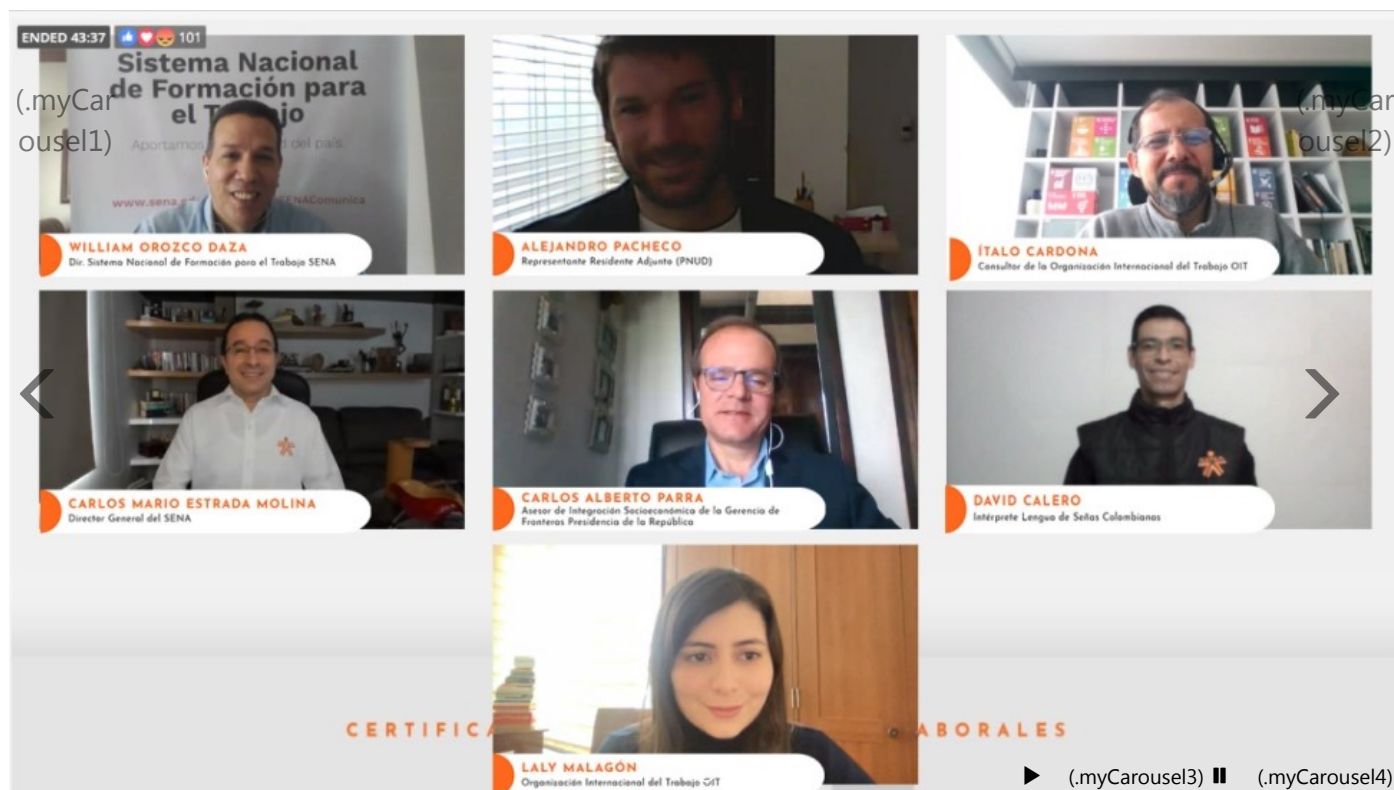 ENDED 43:37 101
Sistema Nacional
de Formación para
el T jo
Aportamos del país.
www.sena. SENAComunica
(.myCar
ousel1)
(.myCar
ousel2)
WILLIAM OROZCO DAZA
Dir. Sistema Nacional de Formación para el Trabajo SENA
ALEJANDRO PACHECO
Representante Residente Adjunto (PNUD)
ÍTALO CARDONA
Consultor de la Organización Internacional del Trabajo OIT
CARLOS MARIO ESTRADA MOLINA
Director General del SENA
CARLOS ALBERTO PARRA
Asesor de Integración Socioeconómica de la Gerencia de
Fronteras Presidencia de la República
DAVID CALERO
Intérprete Lengua de Señas Colombianas
CERTIFICA ABORALES
LALY MALAGÓN
Organización Internacional del Trabajo OIT
(.myCarousel3) (.myCarousel4)